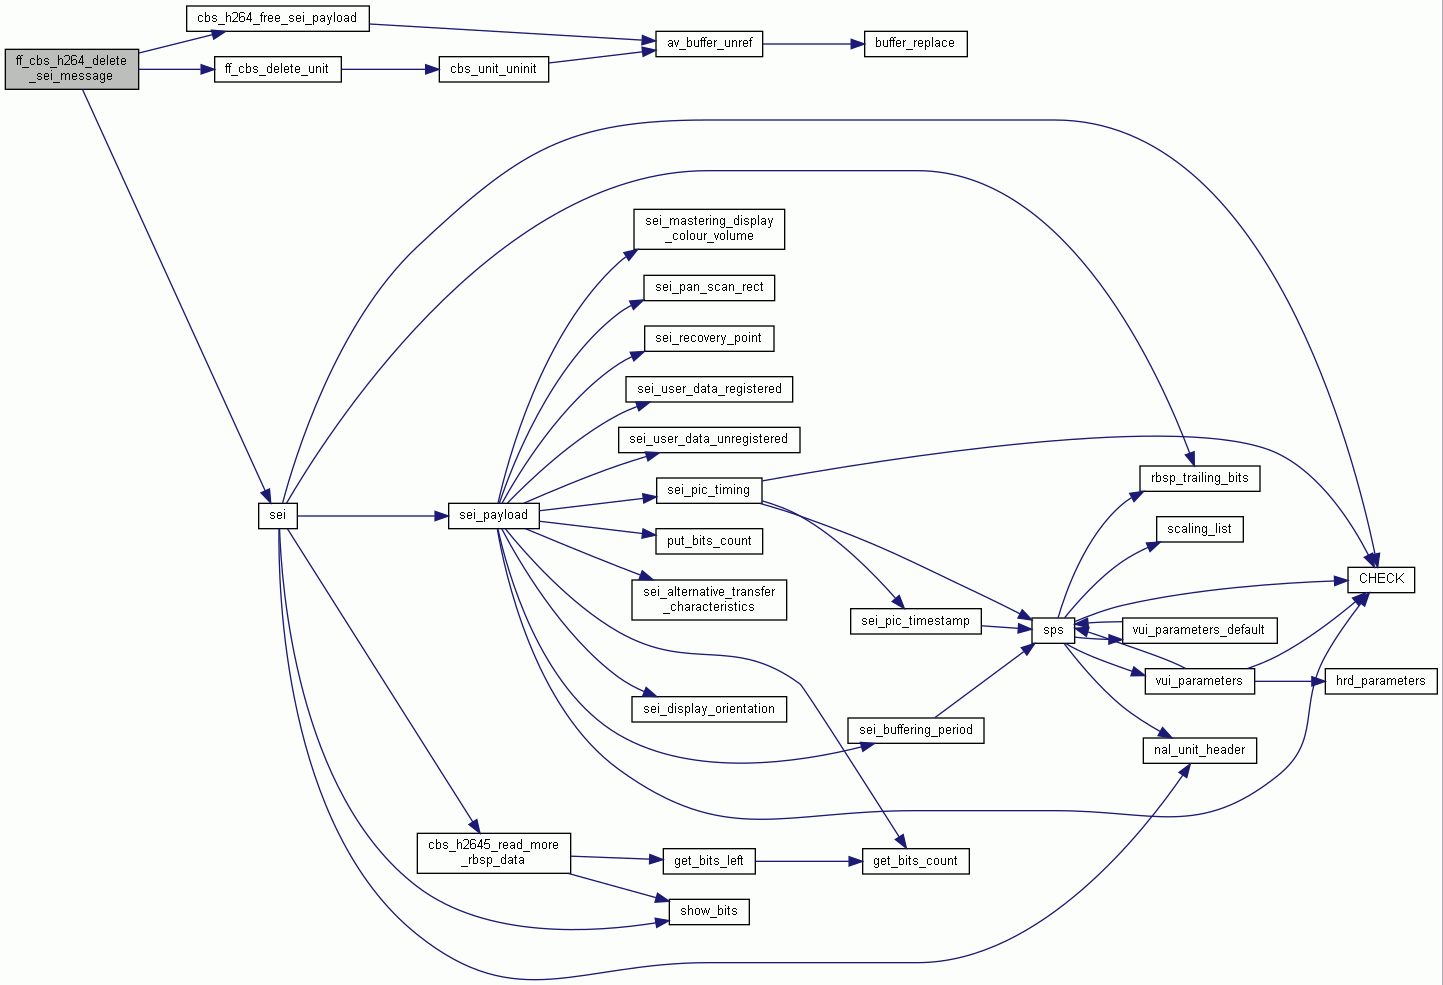 cbs_h264_free_sei_payload
ff_cbs_h264_delete
_sei_message
ff_cbs_delete_unit
cbs_unit_uninit
av_buffer_unref
buffer_replace
sei_mastering_display
_colour_volume
sei_pan_scan_rect
sei_recovery_point
sei_user_data_registered
sei_user_data_unregistered
sei_pic_timing
sei
sei_payload
put_bits_count
sei_alternative_transfer
_characteristics
sei_display_orientation
rbsp_trailing_bits
scaling_list
CHECK
sei_pic_timestamp
sps
vui_parameters_default
vui_parameters
hrd_parameters
sei_buffering_period
nal_unit_header
cbs_h2645_read_more
_rbsp_data
get_bits_left
get_bits_count
show_bits